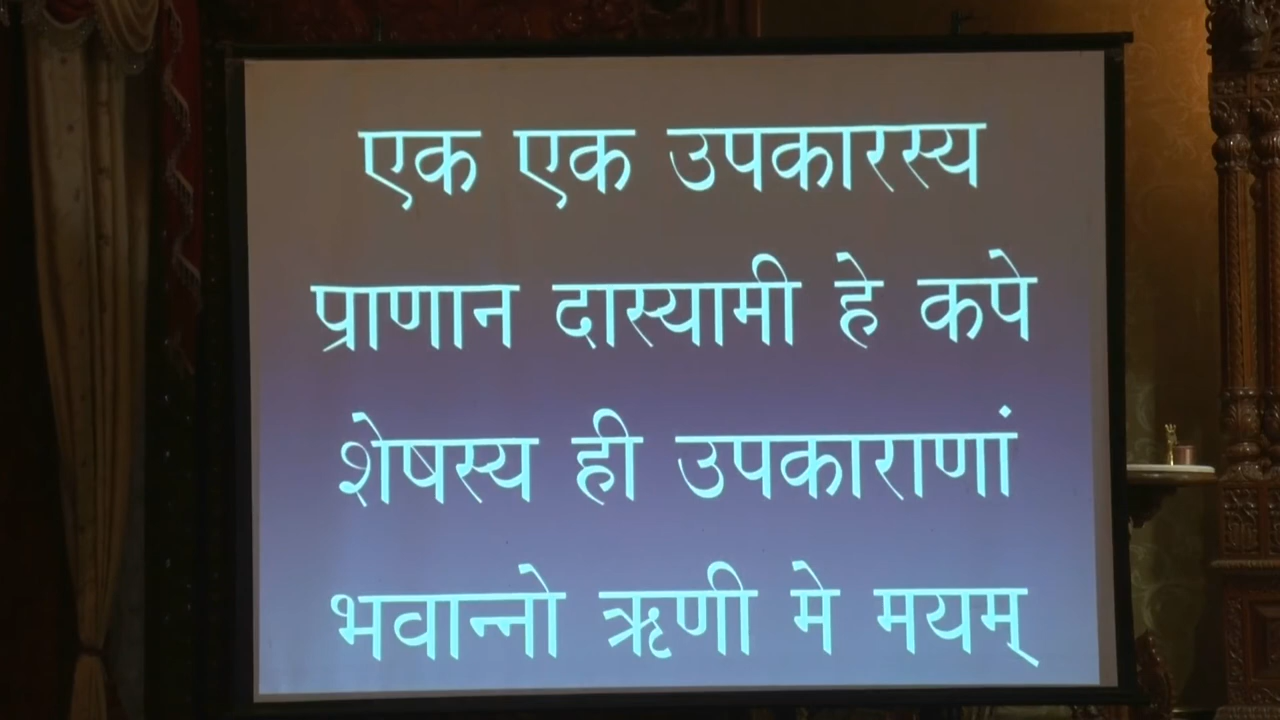 एक एक उपकारस्य
प्राणान दास्यामी हे कपे
शेषस्य ही उपकाराणां
भवान्नो ऋणी मे मयम्